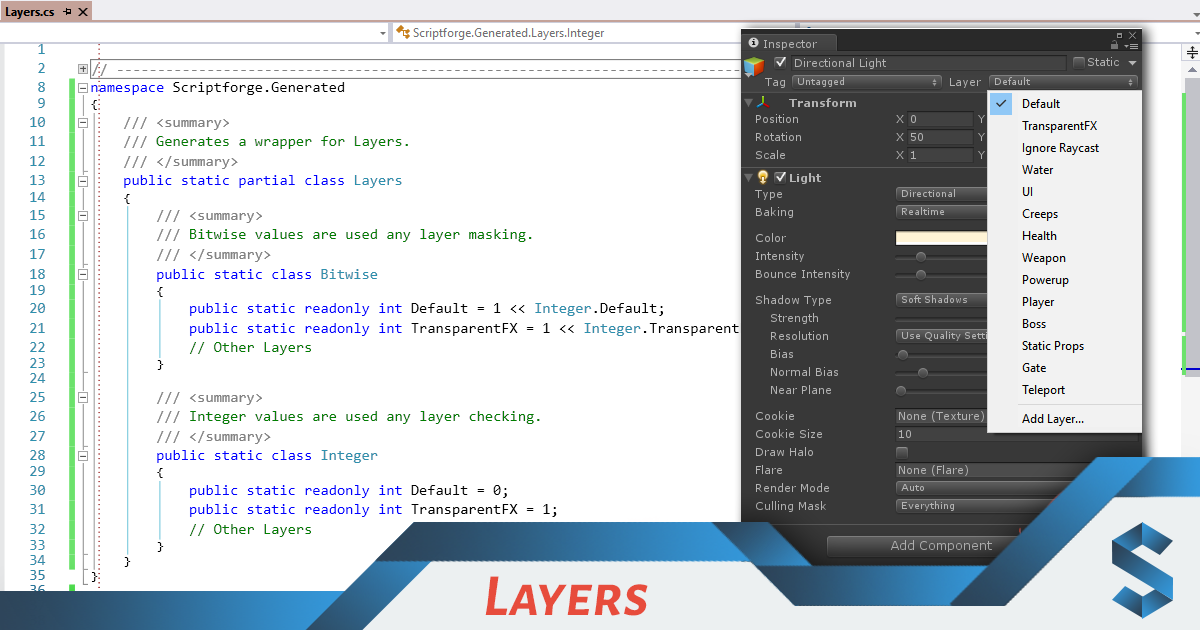 Layers.cs
Scriptforge.Generated.Layers.Integer
1
2 // ----------------------------------------------------------------------------
8 namespace Scriptforge.Generated
9 {
10 /// <summary>
11 /// Generates a wrapper for Layers.
12 /// </summary>
13 public static partial class Layers
14 {
15 /// <summary>
16 /// Bitwise values are used any layer masking.
17 /// </summary>
18 public static class Bitwise
19 {
20 public static readonly int Default = 1 << Integer.Default;
21 public static readonly int TransparentFX = 1 << Integer.Transparent
22 // Other Layers
23 }
24
25 /// <summary>
26 /// Integer values are used any layer checking.
27 /// </summary>
28 public static class Integer
29 {
30 public static readonly int Default = 0;
31 public static readonly int TransparentFX = 1;
32 // Other Layers
33 }
34 }
35 }
36
Inspector
Directional Light Static
Tag Untagged Layer Default
Transform
Position X 0 Y
Rotation X 50 Y
Scale X 1 Y
Light
Type Directional
Baking Realtime
Color
Intensity
Bounce Intensity
Shadow Type Soft Shadows
Strength
Resolution Use Quality Setti
Bias
Normal Bias
Near Plane
Cookie None (Texture)
Cookie Size 10
Draw Halo
Flare None (Flare)
Render Mode Auto
Culling Mask Everything
Add Component
Default
TransparentFX
Ignore Raycast
Water
UI
Creeps
Health
Weapon
Powerup
Player
Boss
Static Props
Gate
Teleport
Add Layer...
LAYERS